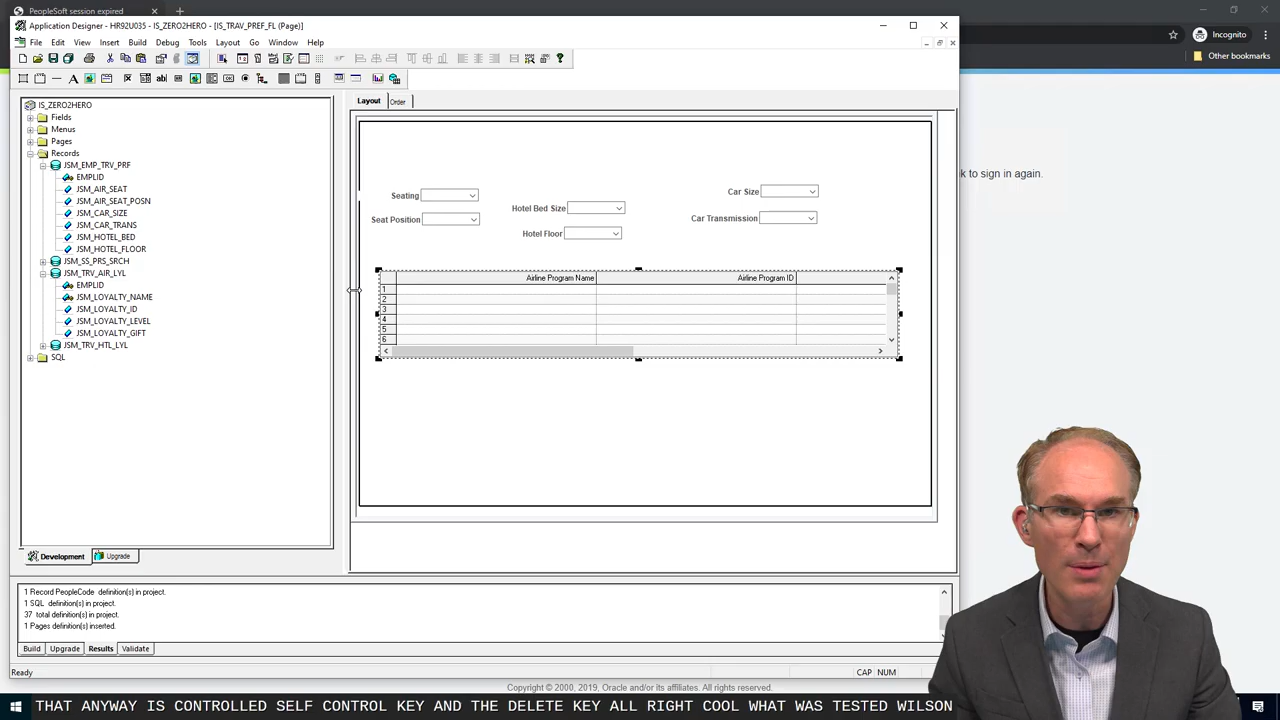 PeopleSoft session expired
Application Designer - HR92U035 - IS_ZERO2HERO - [IS_TRAV_PREF_FL (Page)]
File Edit View Insert Build Debug Tools Layout Go Window Help
Incognito
Other bookmarks
IS_ZERO2HERO
Fields
Menus
Pages
Records
JSM_EMP_TRV_PRF
EMPLID
JSM_AIR_SEAT
JSM_AIR_SEAT_POSN
JSM_CAR_SIZE
JSM_CAR_TRANS
JSM_HOTEL_BED
JSM_HOTEL_FLOOR
JSM_SS_PRS_SRCH
JSM_TRV_AIR_LYL
EMPLID
JSM_LOYALTY_NAME
JSM_LOYALTY_ID
JSM_LOYALTY_LEVEL
JSM_LOYALTY_GIFT
JSM_TRV_HTL_LYL
SQL
Development Upgrade
Layout Order
Seating
Seat Position
Hotel Bed Size
Hotel Floor
Car Size
Car Transmission
Airline Program Name Airline Program ID
1
2
3
4
5
6
k to sign in again.
1 Record PeopleCode definition(s) in project.
1 SQL definition(s) in project.
37 total definition(s) in project.
1 Pages definition(s) inserted.
Build Upgrade Results Validate
Ready
CAP NUM
Copyright © 2000, 2019, Oracle and/or its affiliates. All rights reserved.
THAT ANYWAY IS CONTROLLED SELF CONTROL KEY AND THE DELETE KEY ALL RIGHT COOL WHAT WAS TESTED WILSON